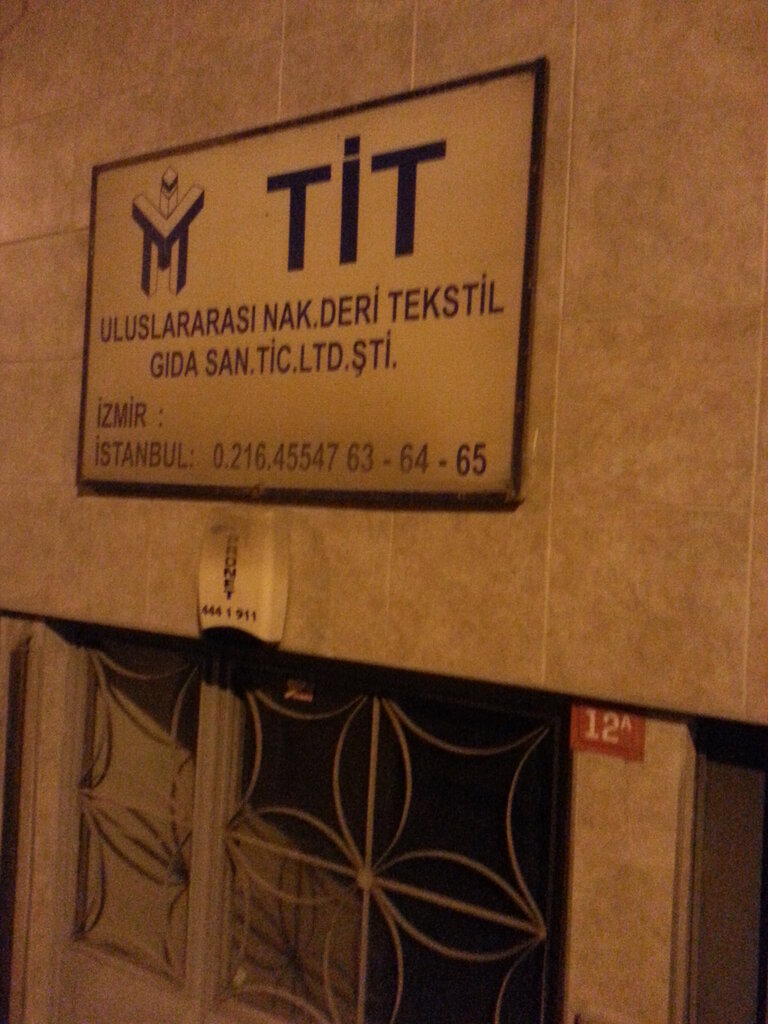 TİT
ULUSLARARASI NAK.DERİ TEKSTİL
GIDA SAN.TİC.LTD.ŞTİ.
İZMİR :
İSTANBUL: 0.216.45547 63 - 64 - 65
PRONET
444 1 911
12A